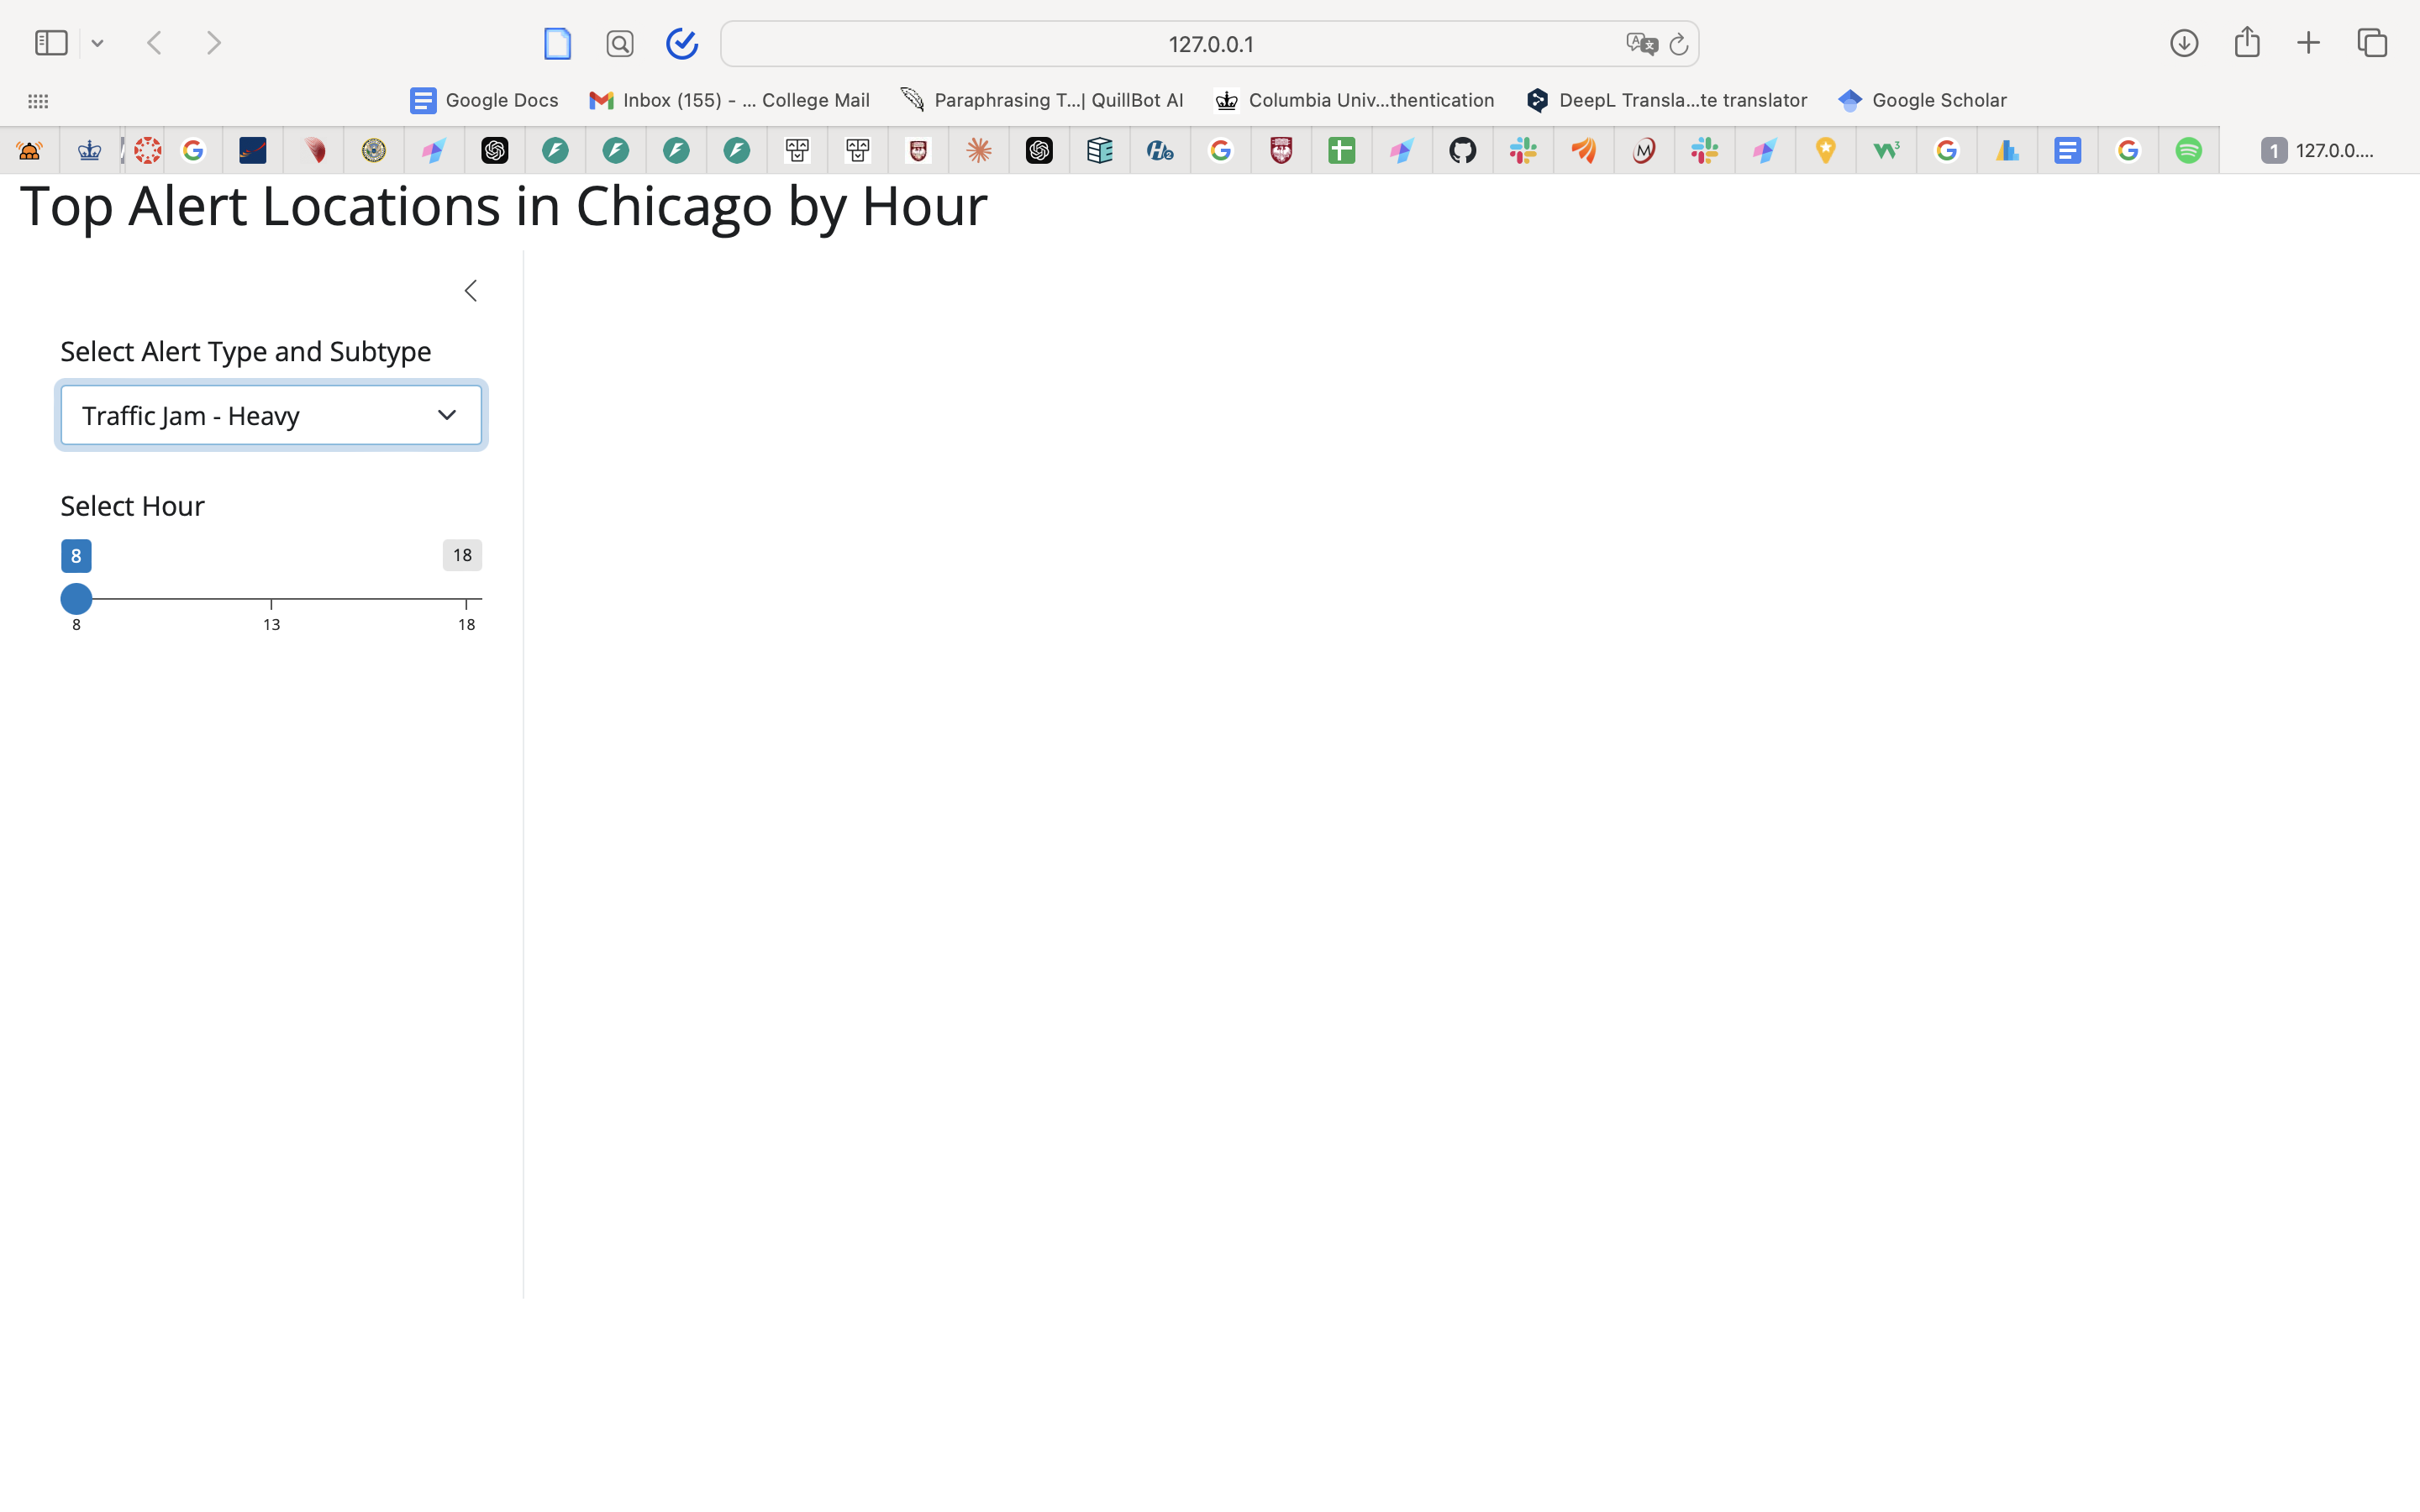 127.0.0.1
Google Docs
Inbox (155) - ... College Mail
Paraphrasing T...| QuillBot AI
Columbia Univ...thentication
DeepL Transla...te translator
Google Scholar
1 127.0.0....
Top Alert Locations in Chicago by Hour
Select Alert Type and Subtype
Traffic Jam - Heavy
Select Hour
8 18
8 13 18